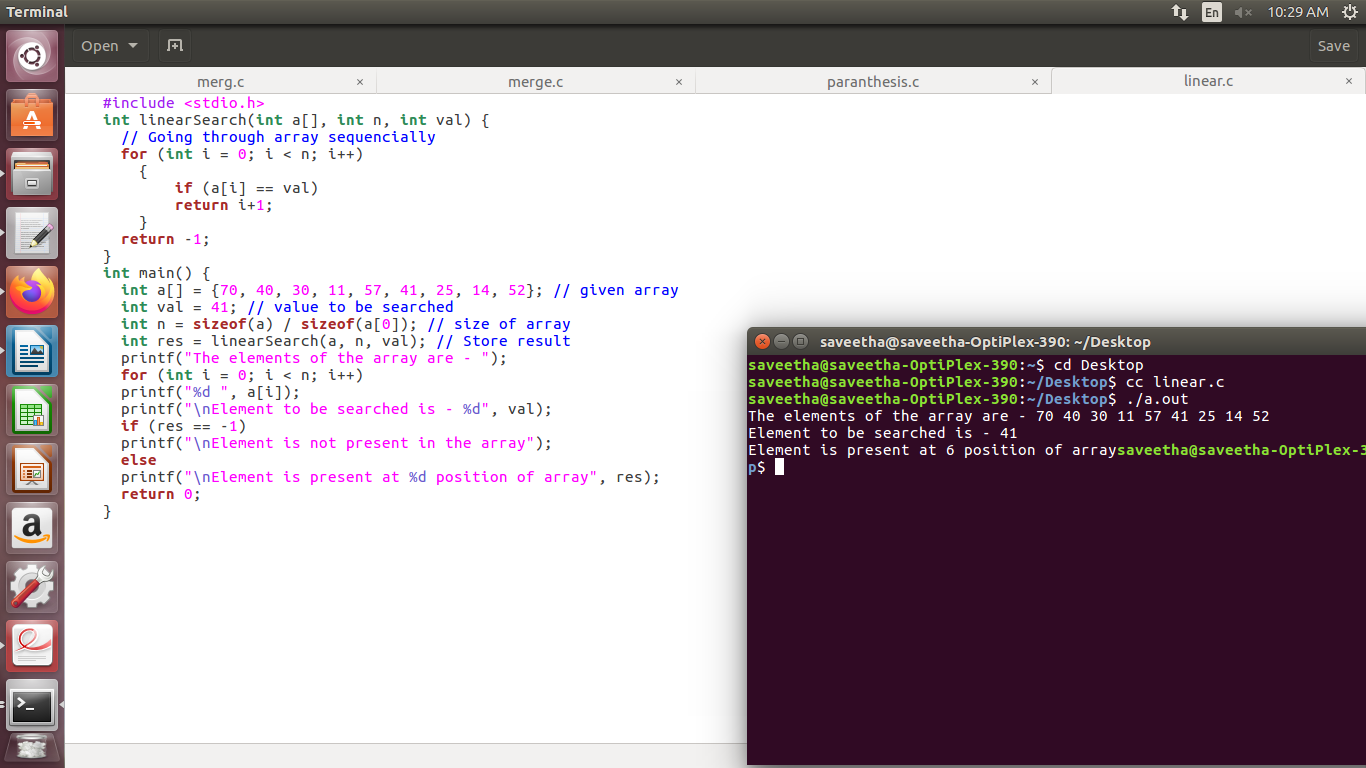 Terminal
En
10:29 AM
Open
Save
merg.c × merge.c × paranthesis.c × linear.c ×
#include <stdio.h>
int linearSearch(int a[], int n, int val) {
  // Going through array sequencially
  for (int i = 0; i < n; i++)
    {
        if (a[i] == val)
        return i+1;
    }
  return -1;
}
int main() {
  int a[] = {70, 40, 30, 11, 57, 41, 25, 14, 52}; // given array
  int val = 41; // value to be searched
  int n = sizeof(a) / sizeof(a[0]); // size of array
  int res = linearSearch(a, n, val); // Store result
  printf("The elements of the array are - ");
  for (int i = 0; i < n; i++)
  printf("%d ", a[i]);
  printf("\nElement to be searched is - %d", val);
  if (res == -1)
  printf("\nElement is not present in the array");
  else
  printf("\nElement is present at %d position of array", res);
  return 0;
}
saveetha@saveetha-OptiPlex-390: ~/Desktop
saveetha@saveetha-OptiPlex-390:~$ cd Desktop
saveetha@saveetha-OptiPlex-390:~/Desktop$ cc linear.c
saveetha@saveetha-OptiPlex-390:~/Desktop$ ./a.out
The elements of the array are - 70 40 30 11 57 41 25 14 52
Element to be searched is - 41
Element is present at 6 position of arraysaveetha@saveetha-OptiPlex-3
p$